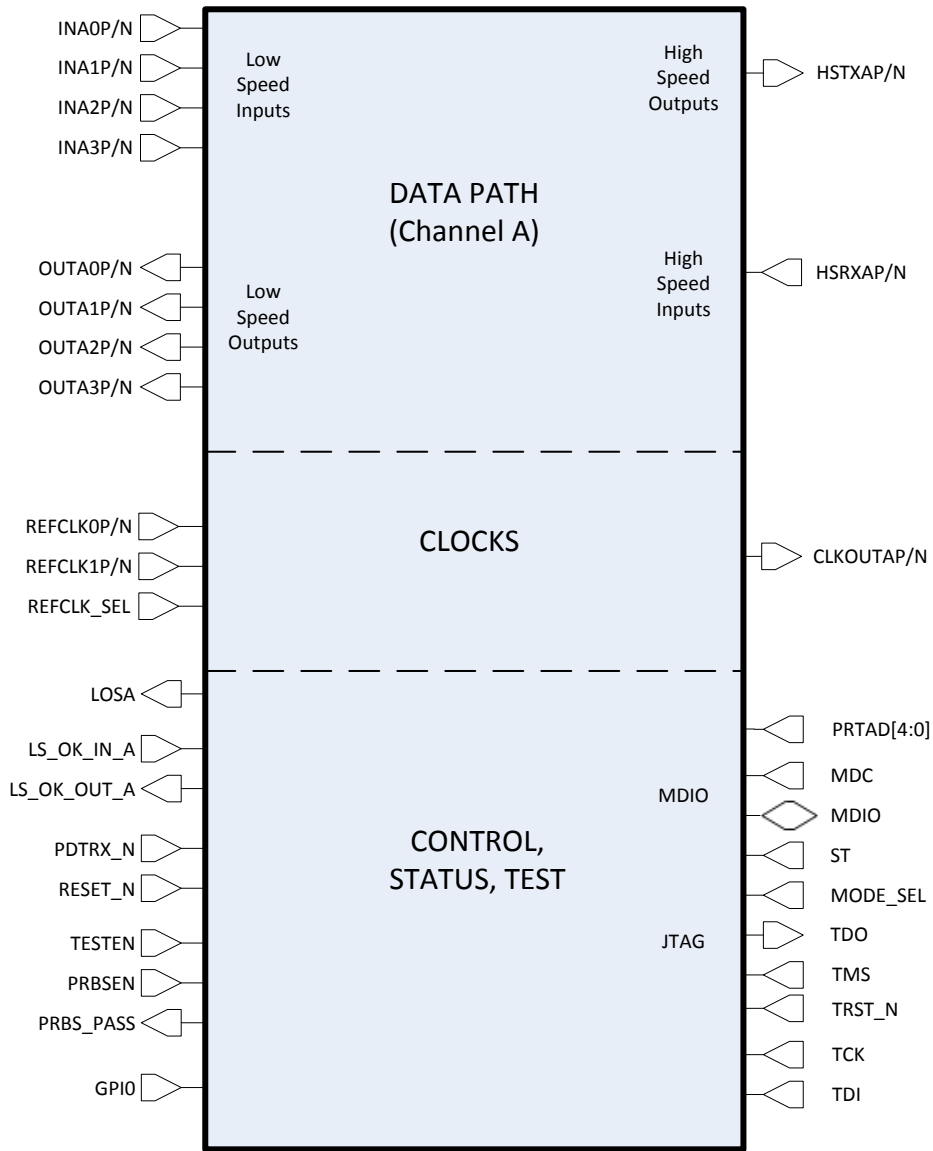 INA0P/N
INA1P/N
INA2P/N
INA3P/N
Low
Speed
Inputs
High
Speed
Outputs
HSTXAP/N
DATA PATH
(Channel A)
OUTA0P/N
OUTA1P/N
OUTA2P/N
OUTA3P/N
Low
Speed
Outputs
High
Speed
Inputs
HSRXAP/N
REFCLK0P/N
REFCLK1P/N
REFCLK_SEL
CLOCKS
CLKOUTAP/N
LOSA
LS_OK_IN_A
LS_OK_OUT_A
PDTRX_N
RESET_N
TESTEN
PRBSEN
PRBS_PASS
GPI0
CONTROL,
STATUS, TEST
MDIO
JTAG
PRTAD[4:0]
MDC
MDIO
ST
MODE_SEL
TDO
TMS
TRST_N
TCK
TDI